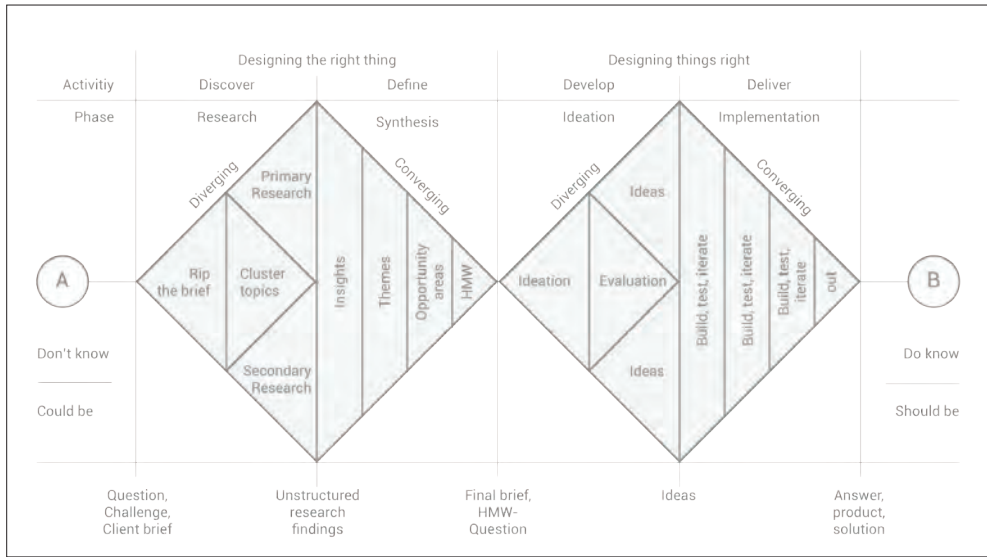 Designing the right thing
Designing things right
Activitiy
Discover
Define
Develop
Deliver
Phase
Research
Synthesis
Ideation
Implementation
Diverging
Converging
Diverging
Converging
Primary
Research
Rip
the brief
Cluster
topics
Secondary
Research
Insights
Themes
Opportunity
areas
HMW
Ideas
Ideation
Evaluation
Ideas
Build, test, iterate
Build, test, iterate
Build, test,
iterate
out
A
B
Don't know
Could be
Do know
Should be
Question,
Challenge,
Client brief
Unstructured
research
findings
Final brief,
HMW-
Question
Ideas
Answer,
product,
solution